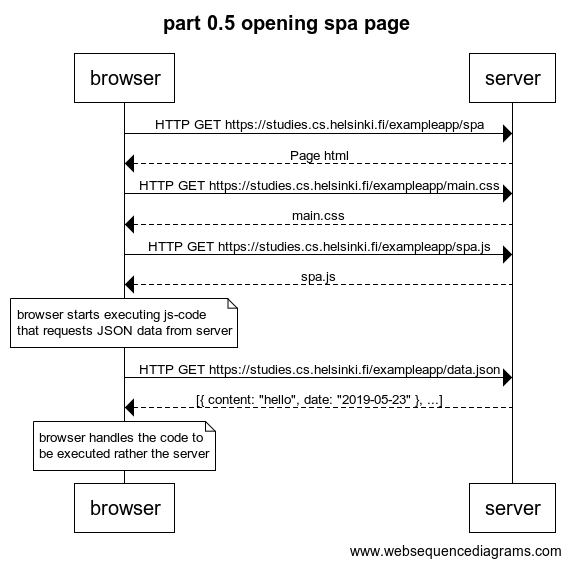 part 0.5 opening spa page
browser
server
HTTP GET https://studies.cs.helsinki.fi/exampleapp/spa
Page html
HTTP GET https://studies.cs.helsinki.fi/exampleapp/main.css
main.css
HTTP GET https://studies.cs.helsinki.fi/exampleapp/spa.js
spa.js
browser starts executing js-code
that requests JSON data from server
HTTP GET https://studies.cs.helsinki.fi/exampleapp/data.json
[{ content: "hello", date: "2019-05-23" }, ...]
browser handles the code to
be executed rather the server
browser
server
www.websequencediagrams.com